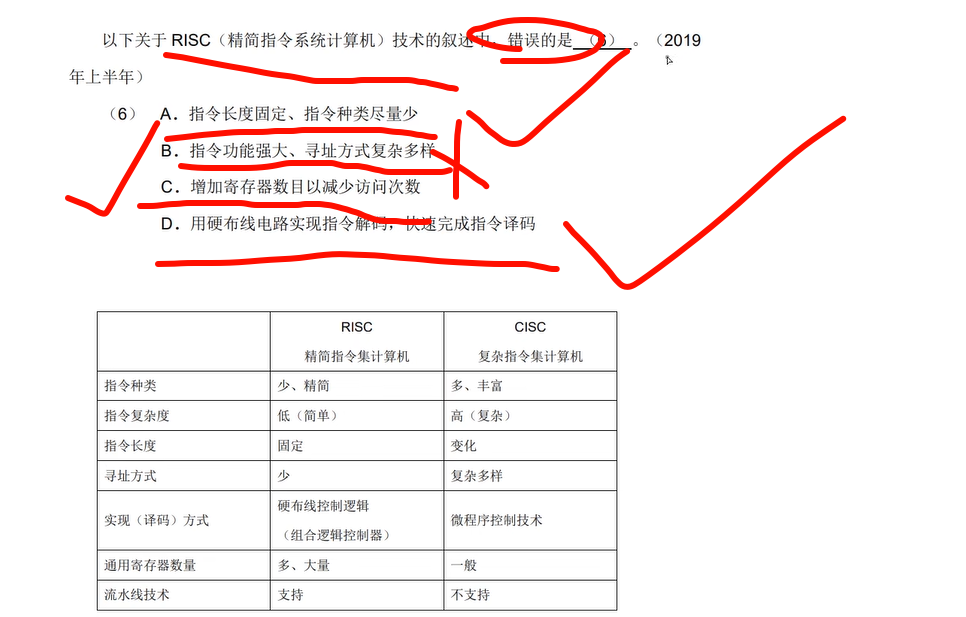 以下关于 RISC（精简指令系统计算机）技术的叙述中，错误的是 （6） 。（2019
年上半年）
（6） A．指令长度固定、指令种类尽量少
B．指令功能强大、寻址方式复杂多样
C．增加寄存器数目以减少访问次数
D．用硬布线电路实现指令解码，快速完成指令译码
RISC CISC
精简指令集计算机 复杂指令集计算机
指令种类 少、精简 多、丰富
指令复杂度 低（简单） 高（复杂）
指令长度 固定 变化
寻址方式 少 复杂多样
实现（译码）方式 硬布线控制逻辑 微程序控制技术
（组合逻辑控制器）
通用寄存器数量 多、大量 一般
流水线技术 支持 不支持